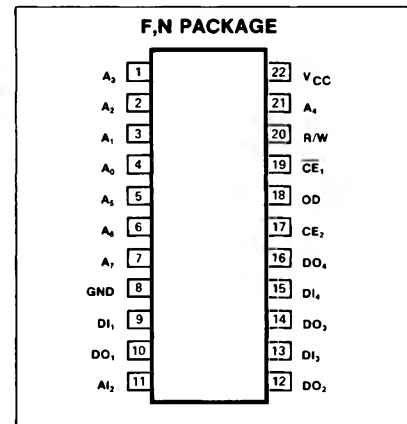 F,N PACKAGE
A₃ 1 22 VCC
A₂ 2 21 A₄
A₁ 3 20 R/W
A₀ 4 19 C̅E̅₁
A₅ 5 18 OD
A₆ 6 17 CE₂
A₇ 7 16 DO₄
GND 8 15 DI₄
DI₁ 9 14 DO₃
DO₁ 10 13 DI₃
AI₂ 11 12 DO₂